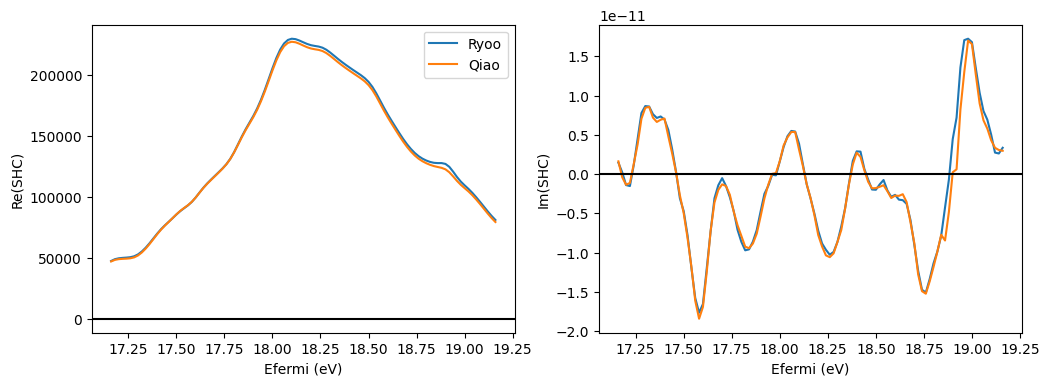 Re(SHC)
200000
150000
100000
50000
0
17.25 17.50 17.75 18.00 18.25 18.50 18.75 19.00 19.25
Efermi (eV)
Ryoo
Qiao
1e−11
Im(SHC)
1.5
1.0
0.5
0.0
−0.5
−1.0
−1.5
−2.0
17.25 17.50 17.75 18.00 18.25 18.50 18.75 19.00 19.25
Efermi (eV)